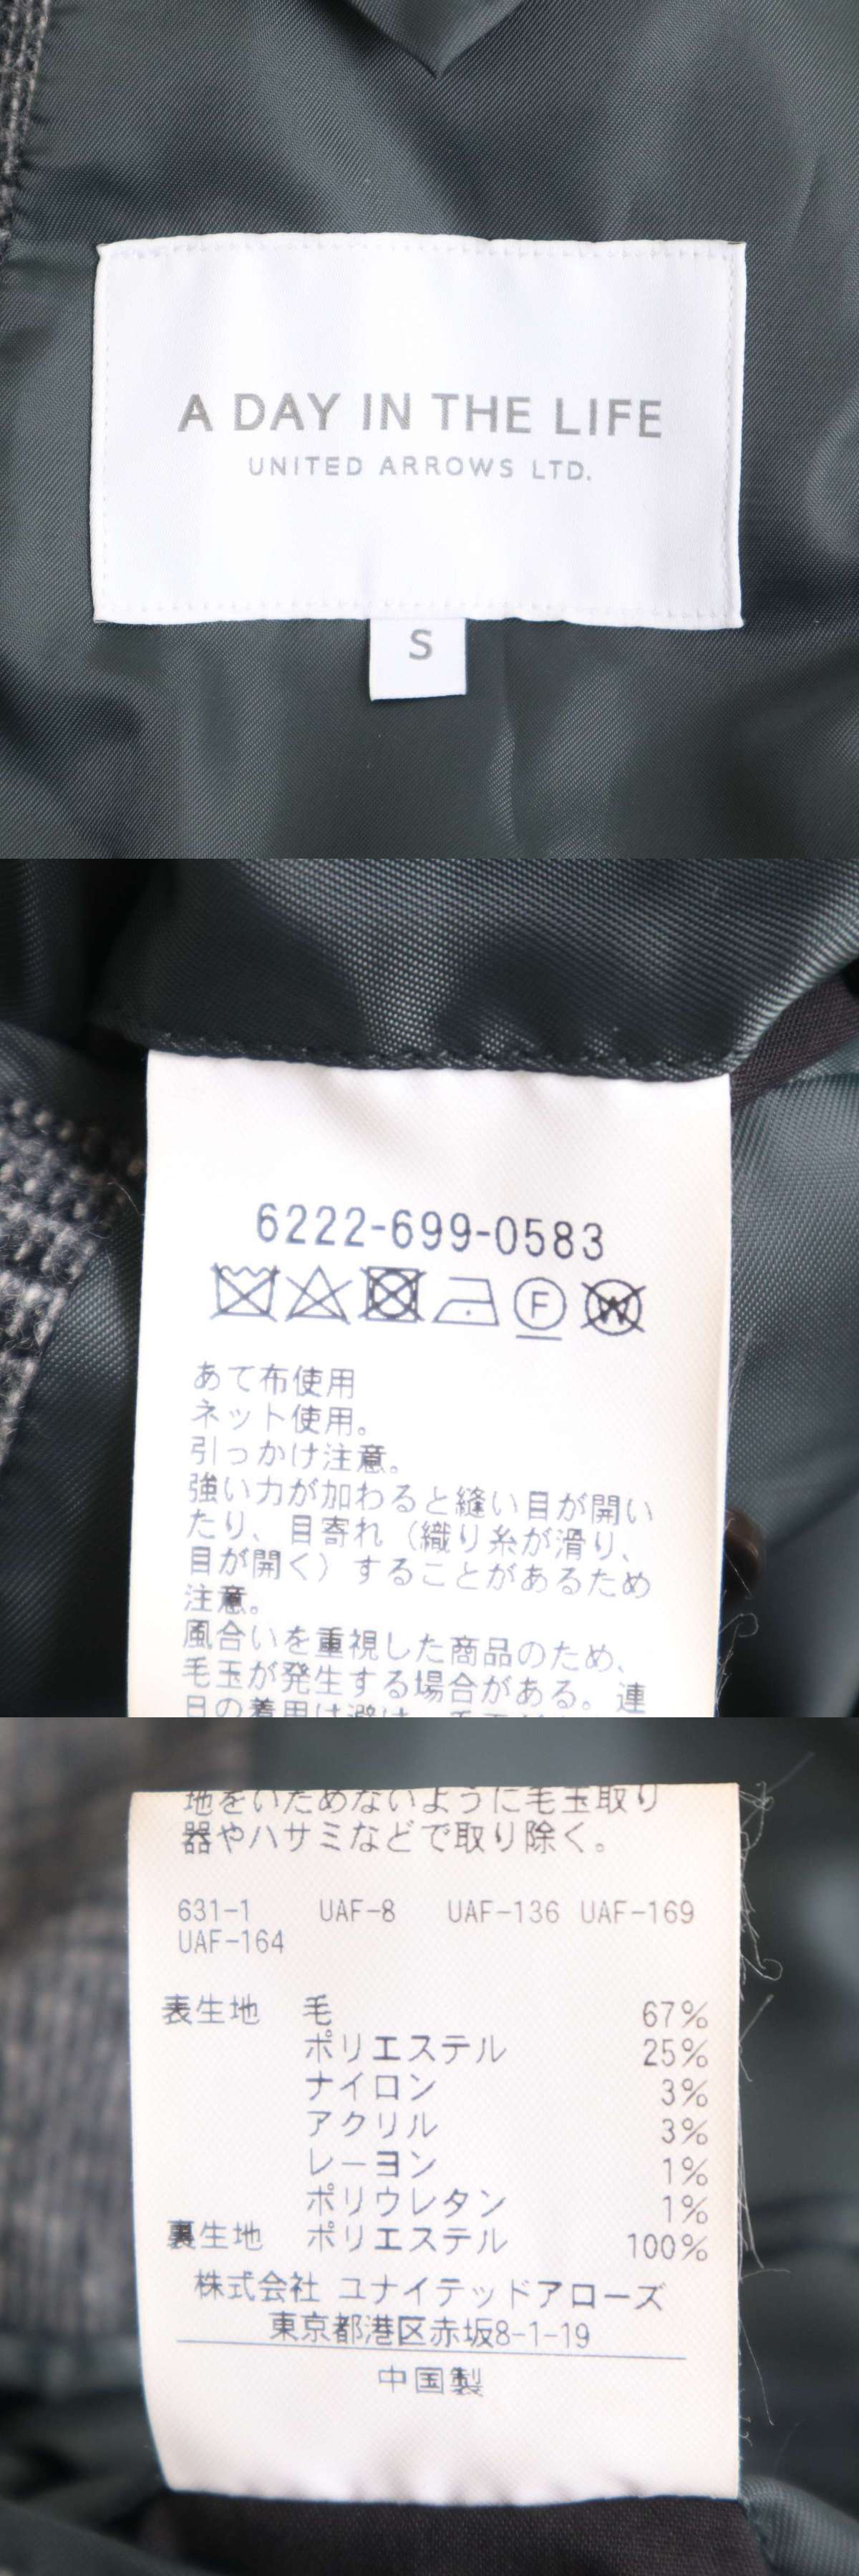 A DAY IN THE LIFE
UNITED ARROWS LTD.
S
6222-699-0583
F W
あて布使用
ネット使用。
引っかけ注意。
強い力が加わると縫い目が開い
たり、目寄れ（織り糸が滑り、
目が開く）することがあるため
注意。
風合いを重視した商品のため、
毛玉が発生する場合がある。連
日の着用は避け、毛玉が
地をいためないように毛玉取り
器やハサミなどで取り除く。
631-1 UAF-8 UAF-136 UAF-169
UAF-164
表生地 毛 67%
ポリエステル 25%
ナイロン 3%
アクリル 3%
レーヨン 1%
ポリウレタン 1%
裏生地 ポリエステル 100%
株式会社 ユナイテッドアローズ
東京都港区赤坂8-1-19
中国製